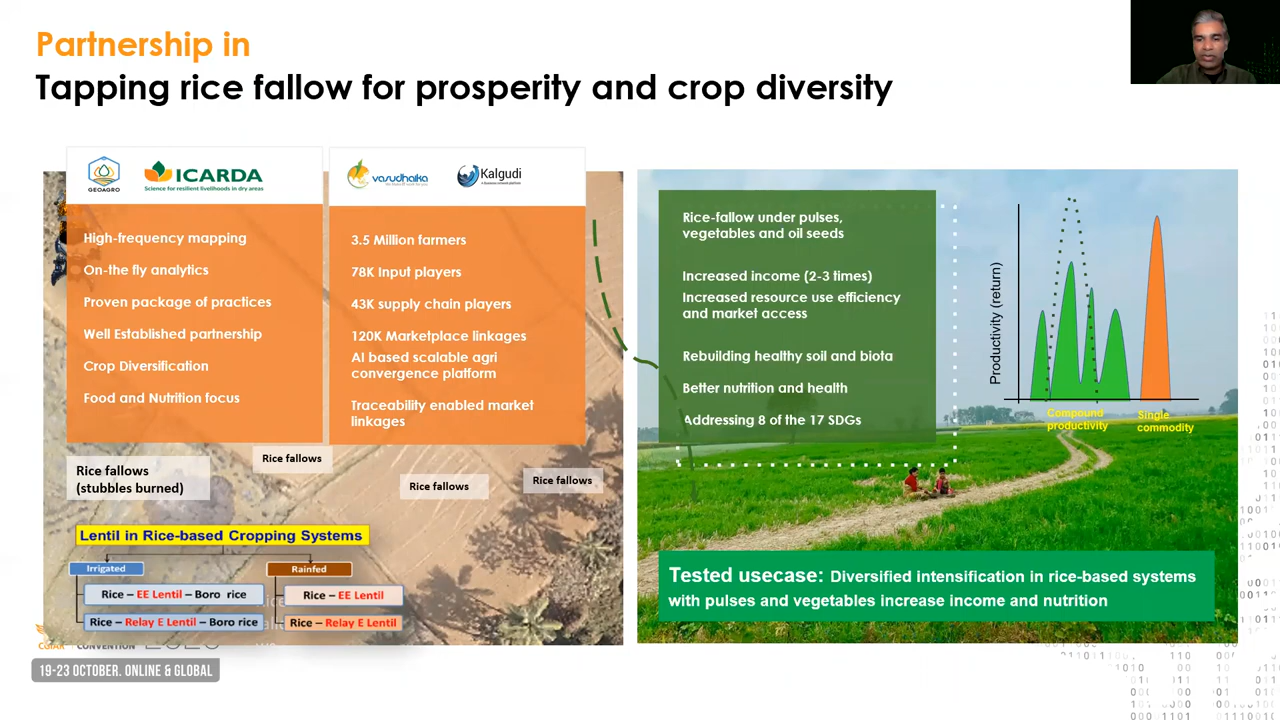 Partnership in
Tapping rice fallow for prosperity and crop diversity
GEOAGRO
ICARDA
Science for resilient livelihoods in dry areas
vasudhaika
Kalgudi
High-frequency mapping
On-the fly analytics
Proven package of practices
Well Established partnership
Crop Diversification
Food and Nutrition focus
3.5 Million farmers
78K Input players
43K supply chain players
120K Marketplace linkages
AI based scalable agri
convergence platform
Traceability enabled market
linkages
Rice fallows
(stubbles burned)
Rice fallows
Rice fallows
Rice fallows
Lentil in Rice-based Cropping Systems
Irrigated
Rainfed
Rice – EE Lentil – Boro rice
Rice – EE Lentil
Rice – Relay E Lentil – Boro rice
Rice – Relay E Lentil
Rice-fallow under pulses,
vegetables and oil seeds
Increased income (2-3 times)
Increased resource use efficiency
and market access
Rebuilding healthy soil and biota
Better nutrition and health
Addressing 8 of the 17 SDGs
Productivity (return)
Compound
productivity
Single
commodity
Tested usecase: Diversified intensification in rice-based systems
with pulses and vegetables increase income and nutrition
CGIAR
CONVENTION
19-23 OCTOBER. ONLINE & GLOBAL